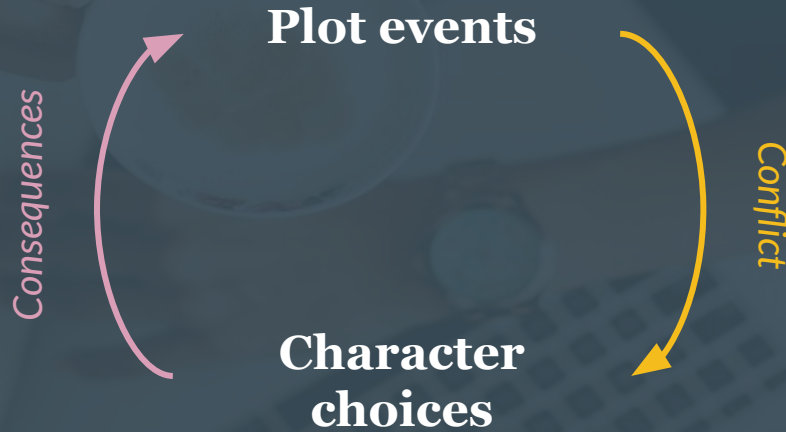 Plot events
Consequences
Conflict
Character
choices